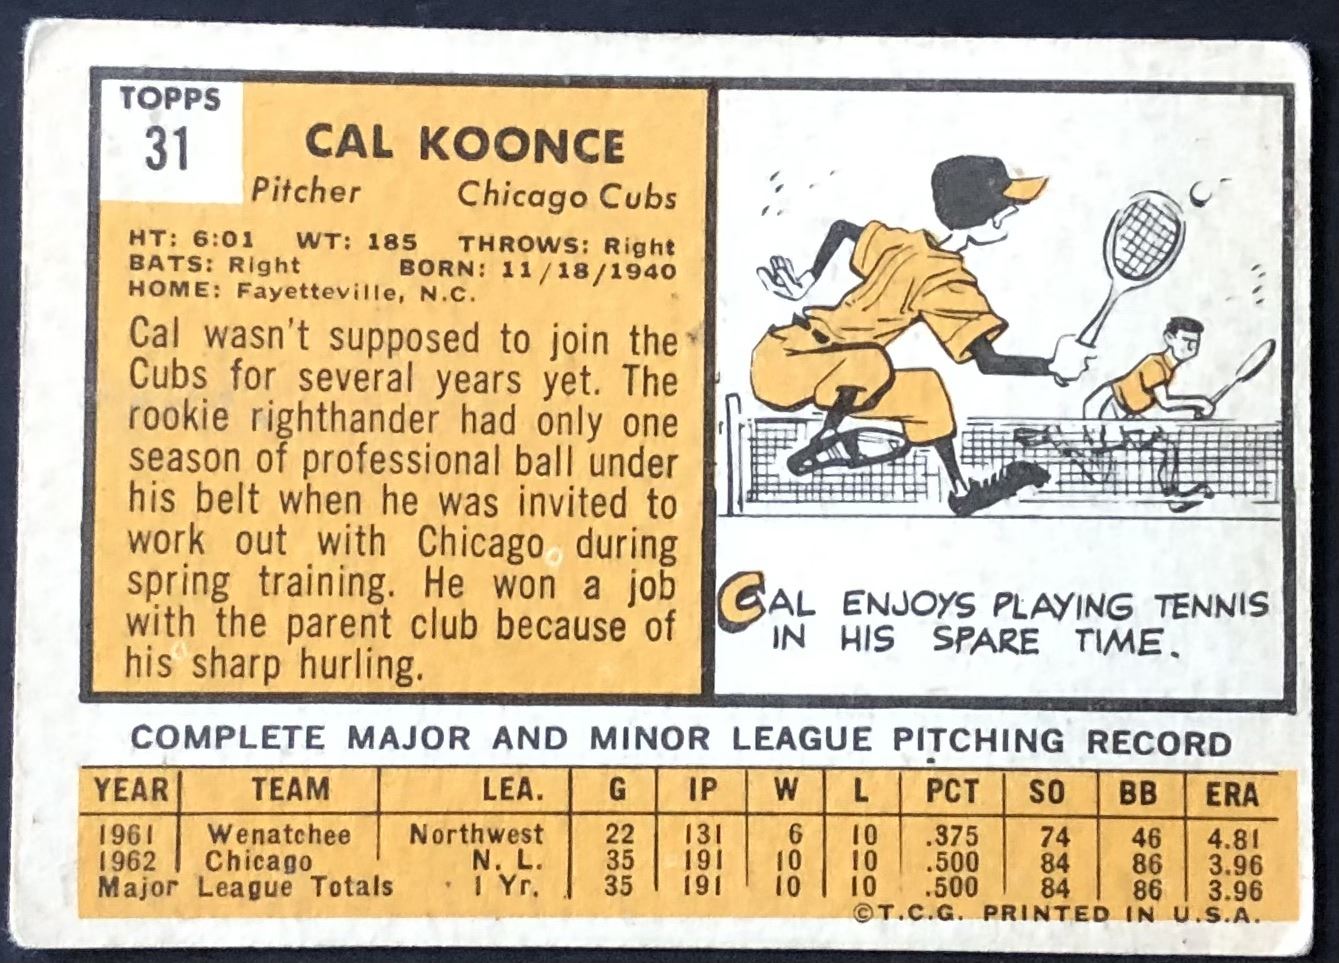 TOPPS
31
CAL KOONCE
Pitcher Chicago Cubs
HT: 6:01 WT: 185 THROWS: Right
BATS: Right BORN: 11/18/1940
HOME: Fayetteville, N.C.
Cal wasn't supposed to join the
Cubs for several years yet. The
rookie righthander had only one
season of professional ball under
his belt when he was invited to
work out with Chicago during
spring training. He won a job
with the parent club because of
his sharp hurling.
CAL ENJOYS PLAYING TENNIS
IN HIS SPARE TIME.
COMPLETE MAJOR AND MINOR LEAGUE PITCHING RECORD
YEAR TEAM LEA. G IP W L PCT SO BB ERA
1961 Wenatchee Northwest 22 131 6 10 .375 74 46 4.81
1962 Chicago N. L. 35 191 10 10 .500 84 86 3.96
Major League Totals 1 Yr. 35 191 10 10 .500 84 86 3.96
©T.C.G. PRINTED IN U.S.A.